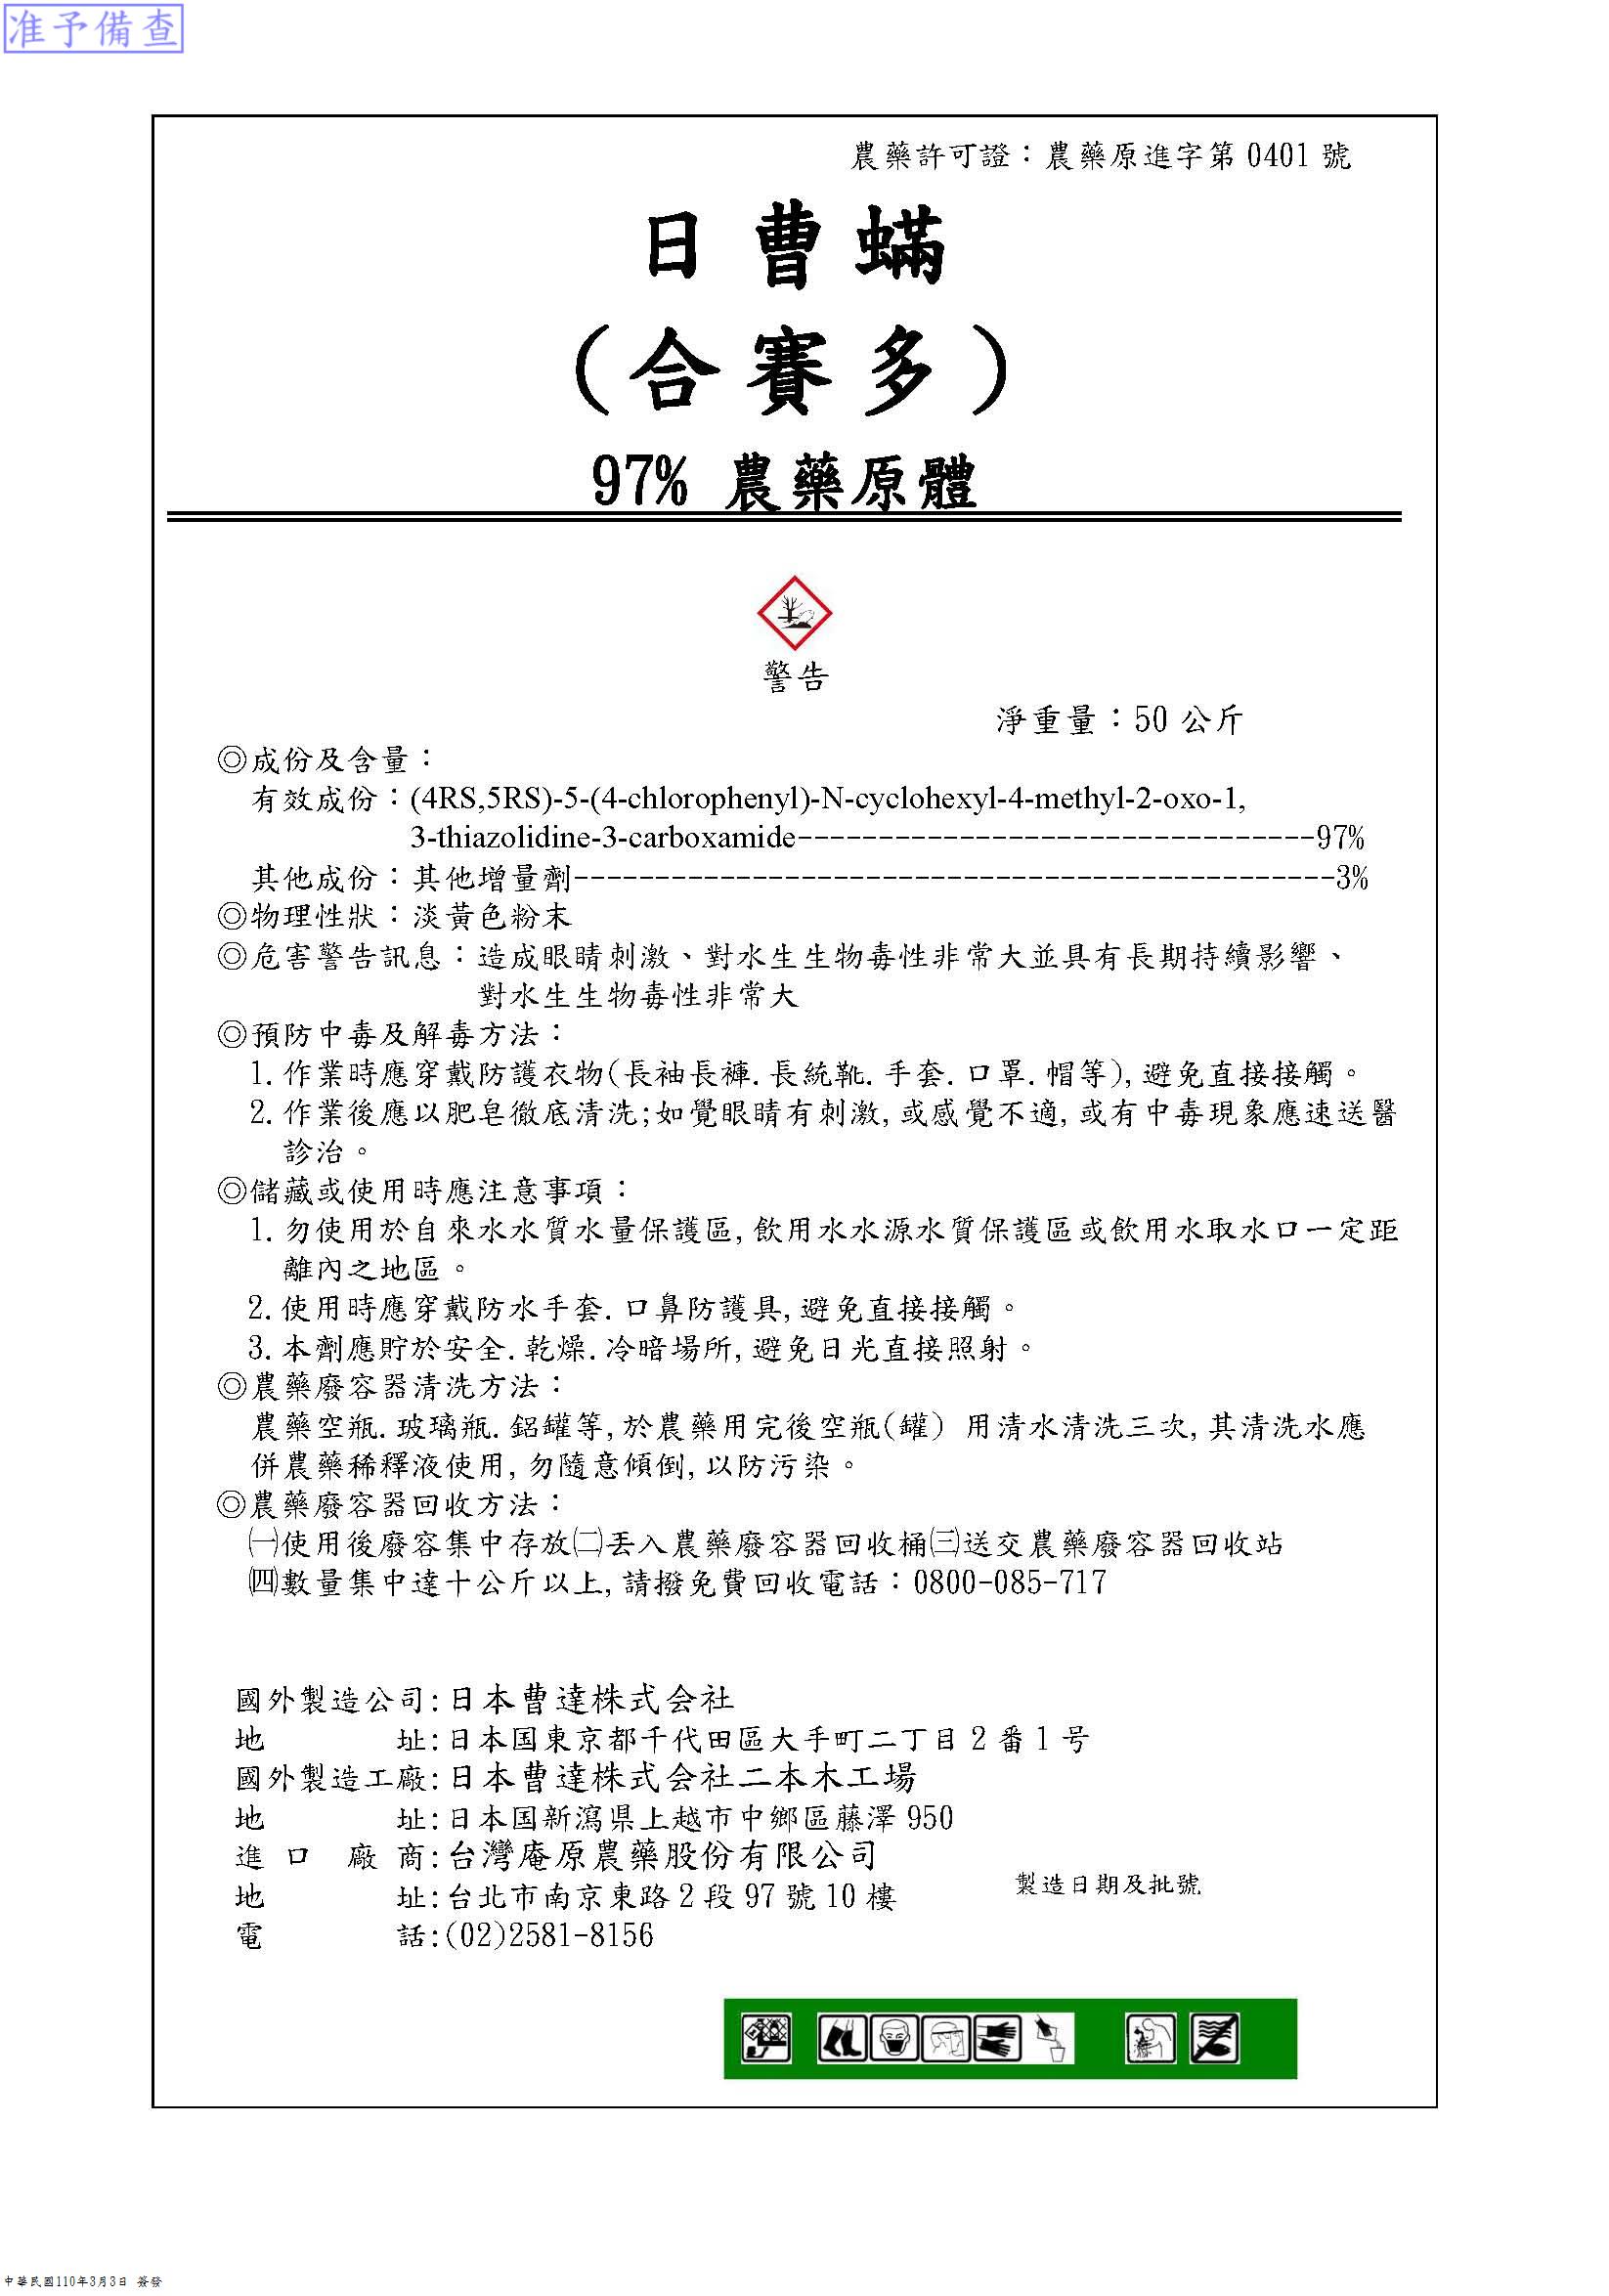 准予備查
農藥許可證：農藥原進字第 0401 號
日曹蟎
(合賽多)
97% 農藥原體
警告
淨重量：50 公斤
◎成份及含量：
有效成份：(4RS,5RS)-5-(4-chlorophenyl)-N-cyclohexyl-4-methyl-2-oxo-1,
3-thiazolidine-3-carboxamide--------------------------------97%
其他成份：其他增量劑-----------------------------------------------3%
◎物理性狀：淡黃色粉末
◎危害警告訊息：造成眼睛刺激、對水生生物毒性非常大並具有長期持續影響、
對水生生物毒性非常大
◎預防中毒及解毒方法：
1. 作業時應穿戴防護衣物(長袖長褲. 長統靴. 手套. 口罩. 帽等), 避免直接接觸。
2. 作業後應以肥皂徹底清洗;如覺眼睛有刺激, 或感覺不適, 或有中毒現象應速送醫
診治。
◎儲藏或使用時應注意事項：
1. 勿使用於自來水水質水量保護區, 飲用水水源水質保護區或飲用水取水口一定距
離內之地區。
2. 使用時應穿戴防水手套. 口鼻防護具, 避免直接接觸。
3. 本劑應貯於安全. 乾燥. 冷暗場所, 避免日光直接照射。
◎農藥廢容器清洗方法：
農藥空瓶. 玻璃瓶. 鋁罐等, 於農藥用完後空瓶(罐) 用清水清洗三次, 其清洗水應
併農藥稀釋液使用, 勿隨意傾倒, 以防污染。
◎農藥廢容器回收方法：
㈠使用後廢容集中存放㈡丟入農藥廢容器回收桶㈢送交農藥廢容器回收站
㈣數量集中達十公斤以上, 請撥免費回收電話：0800-085-717
國外製造公司:日本曹達株式会社
地址:日本国東京都千代田區大手町二丁目 2 番 1 号
國外製造工廠:日本曹達株式会社二本木工場
地址:日本国新瀉県上越市中鄉區藤澤 950
進口廠商:台灣庵原農藥股份有限公司
地址:台北市南京東路 2 段 97 號 10 樓
製造日期及批號
電話:(02)2581-8156
中華民國110年3月3日 簽發